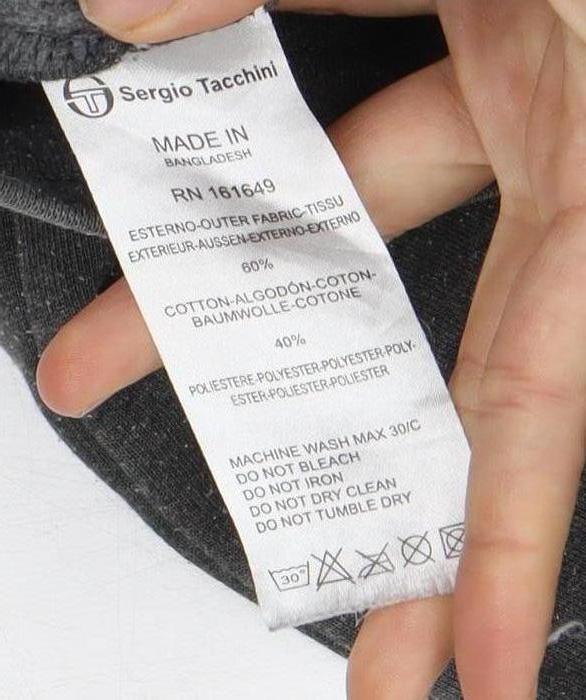 Sergio Tacchini
MADE IN
BANGLADESH
RN 161649
ESTERNO-OUTER FABRIC-TISSU
EXTERIEUR-AUSSEN-EXTERNO-EXTERNO
60%
COTTON-ALGODÓN-COTON-
BAUMWOLLE-COTONE
40%
POLIESTERE-POLYESTER-POLYESTER-POLY-
ESTER-POLIESTER-POLIESTER
MACHINE WASH MAX 30/C
DO NOT BLEACH
DO NOT IRON
DO NOT DRY CLEAN
DO NOT TUMBLE DRY
30°